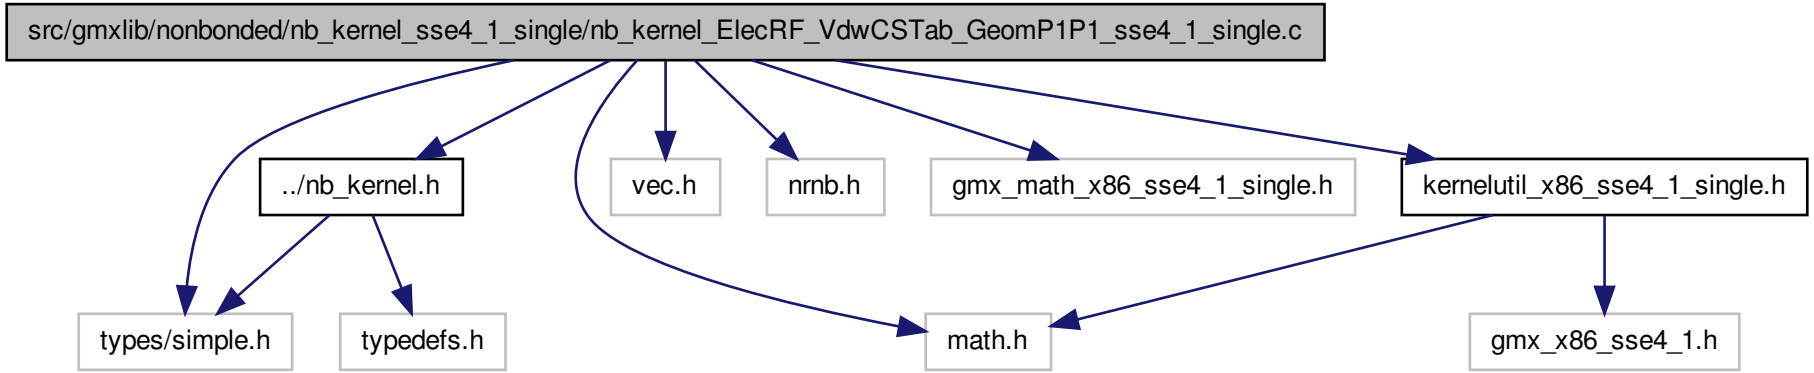 src/gmxlib/nonbonded/nb_kernel_sse4_1_single/nb_kernel_ElecRF_VdwCSTab_GeomP1P1_sse4_1_single.c
../nb_kernel.h
vec.h
nrnb.h
gmx_math_x86_sse4_1_single.h
kernelutil_x86_sse4_1_single.h
types/simple.h
typedefs.h
math.h
gmx_x86_sse4_1.h